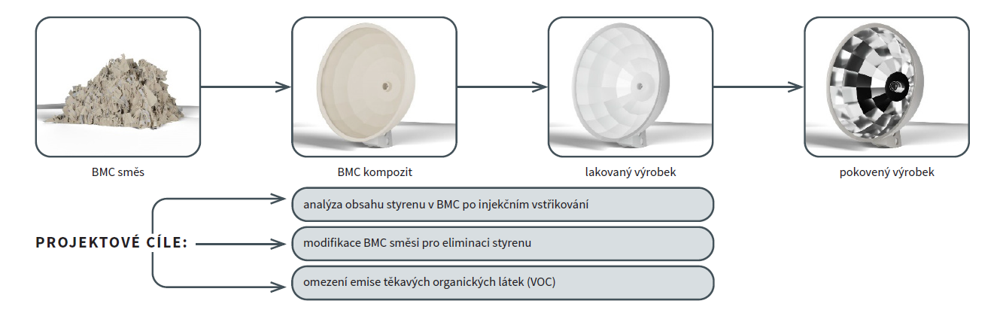 BMC směs
BMC kompozit
lakovaný výrobek
pokovený výrobek
PROJEKTOVÉ CÍLE:
analýza obsahu styrenu v BMC po injekčním vstřikování
modifikace BMC směsi pro eliminaci styrenu
omezení emise těkavých organických látek (VOC)